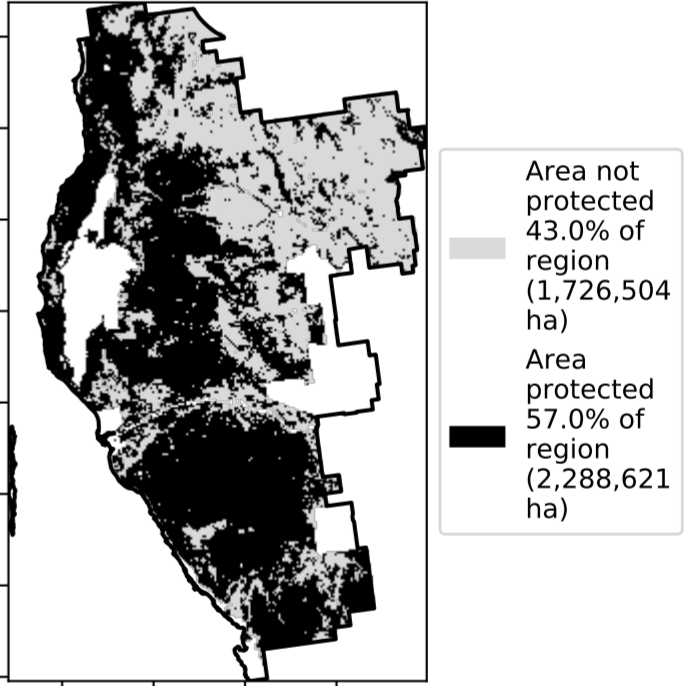 Area not
protected
43.0% of
region
(1,726,504
ha)
Area
protected
57.0% of
region
(2,288,621
ha)